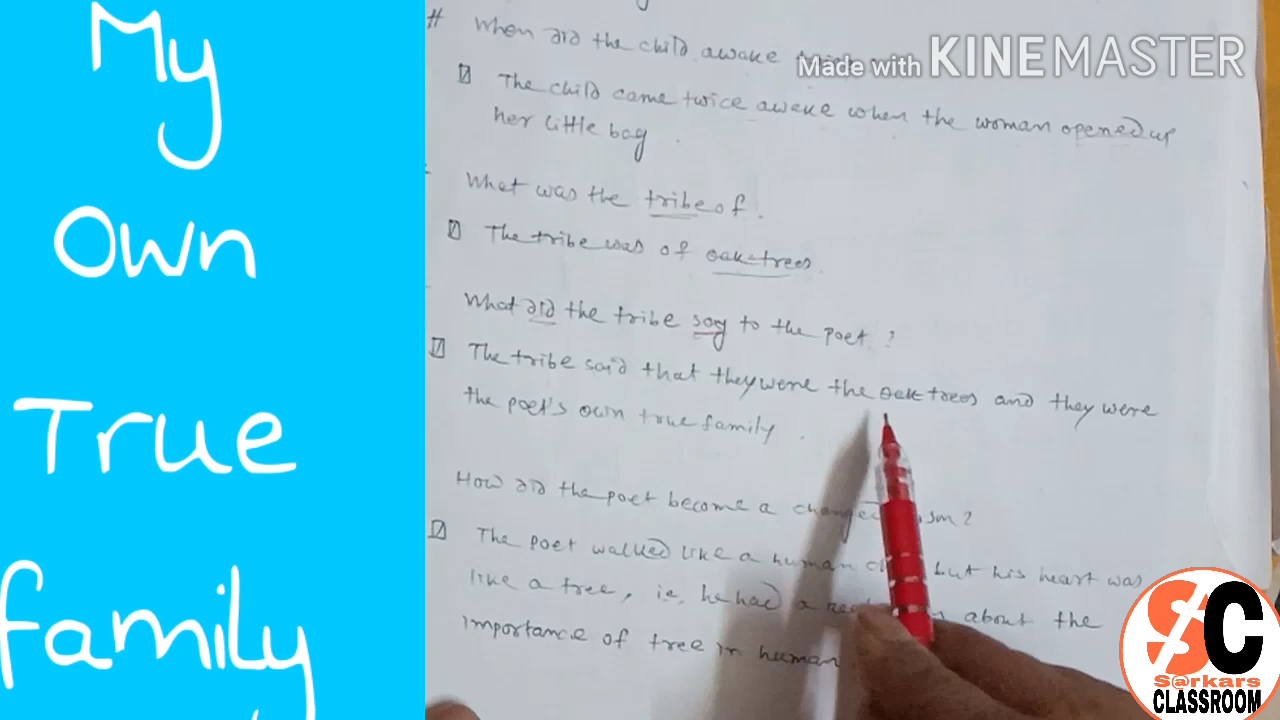 My
Own
True
family
# When did the child awake
Made with KINEMASTER
The child came twice aweke when the woman opened up
her little bag.
What was the tribe of.
The tribe was of oak-trees.
What did the tribe say to the poet?
The tribe said that they were the oak trees and they were
the poet's own true family.
How did the poet become a
The poet walked like a human but his heart was
like a tree, i.e, he had a about the
importance of tree in human
SC
S@rkars
CLASSROOM